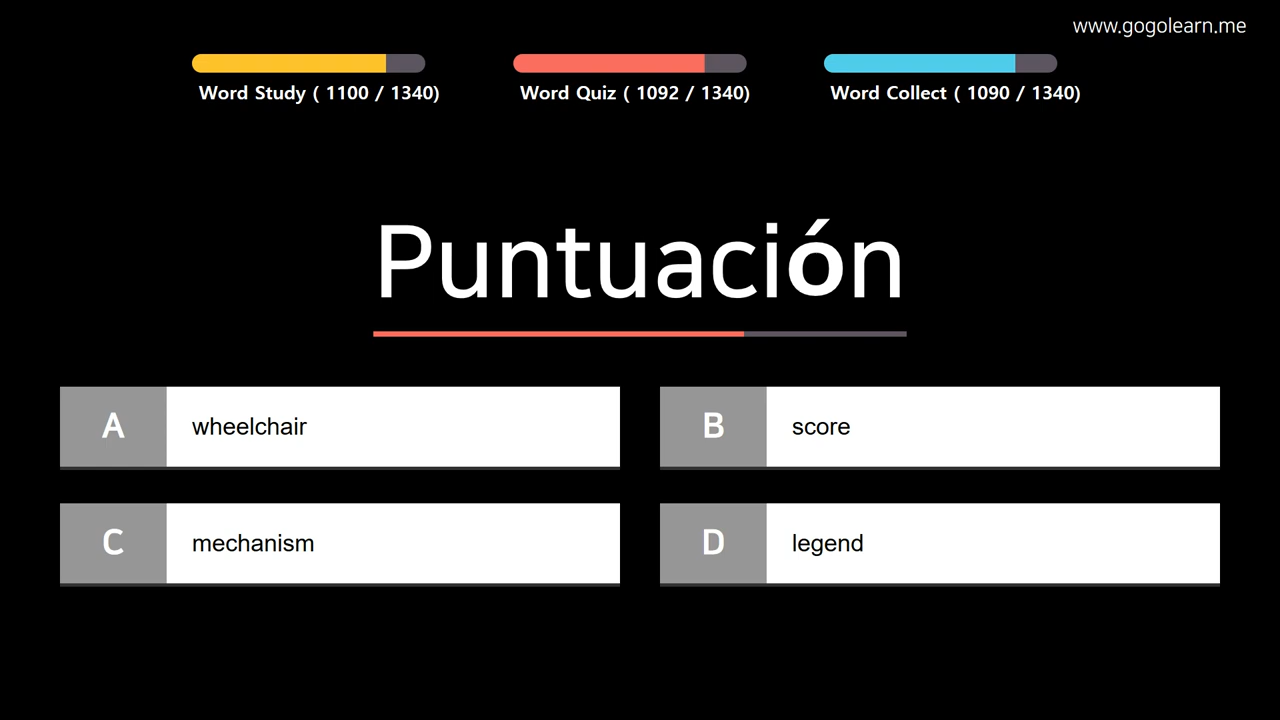 www.gogolearn.me
Word Study ( 1100 / 1340)
Word Quiz ( 1092 / 1340)
Word Collect ( 1090 / 1340)
Puntuación
A wheelchair
B score
C mechanism
D legend